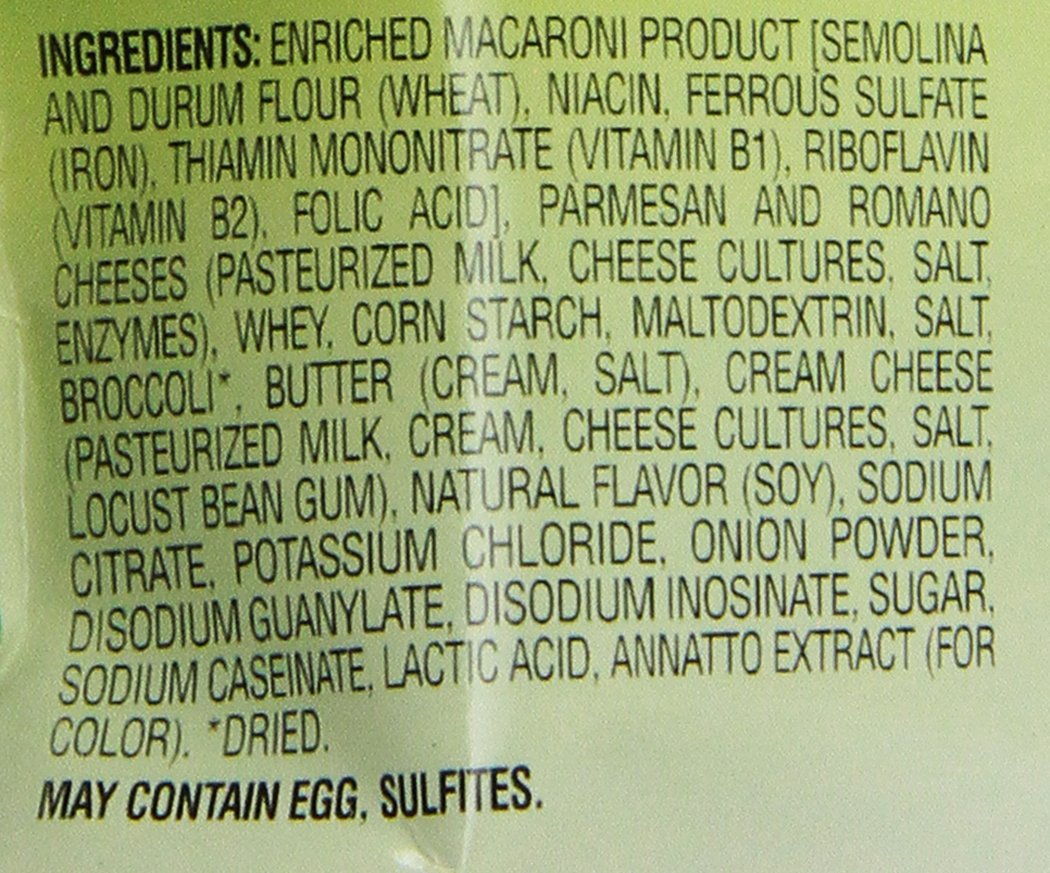 INGREDIENTS: ENRICHED MACARONI PRODUCT [SEMOLINA
AND DURUM FLOUR (WHEAT), NIACIN, FERROUS SULFATE
(IRON), THIAMIN MONONITRATE (VITAMIN B1), RIBOFLAVIN
(VITAMIN B2), FOLIC ACID], PARMESAN AND ROMANO
CHEESES (PASTEURIZED MILK, CHEESE CULTURES, SALT,
ENZYMES), WHEY, CORN STARCH, MALTODEXTRIN, SALT,
BROCCOLI*, BUTTER (CREAM, SALT), CREAM CHEESE
(PASTEURIZED MILK, CREAM, CHEESE CULTURES, SALT,
LOCUST BEAN GUM), NATURAL FLAVOR (SOY), SODIUM
CITRATE, POTASSIUM CHLORIDE, ONION POWDER,
DISODIUM GUANYLATE, DISODIUM INOSINATE, SUGAR,
SODIUM CASEINATE, LACTIC ACID, ANNATTO EXTRACT (FOR
COLOR). *DRIED.
MAY CONTAIN EGG, SULFITES.